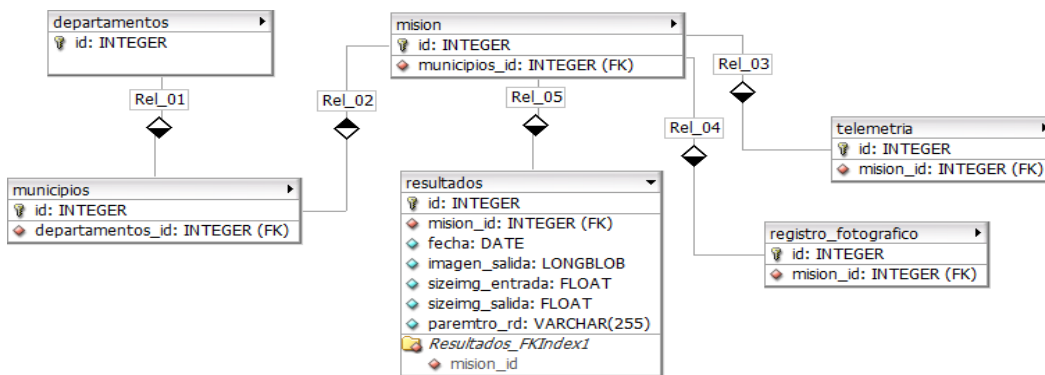 departamentos
id: INTEGER
Rel_01
municipios
id: INTEGER
departamentos_id: INTEGER (FK)
Rel_02
mision
id: INTEGER
municipios_id: INTEGER (FK)
Rel_05
resultados
id: INTEGER
mision_id: INTEGER (FK)
fecha: DATE
imagen_salida: LONGBLOB
sizeimg_entrada: FLOAT
sizeimg_salida: FLOAT
paremtro_rd: VARCHAR(255)
Resultados_FKIndex1
mision_id
Rel_03
telemetria
id: INTEGER
mision_id: INTEGER (FK)
Rel_04
registro_fotografico
id: INTEGER
mision_id: INTEGER (FK)